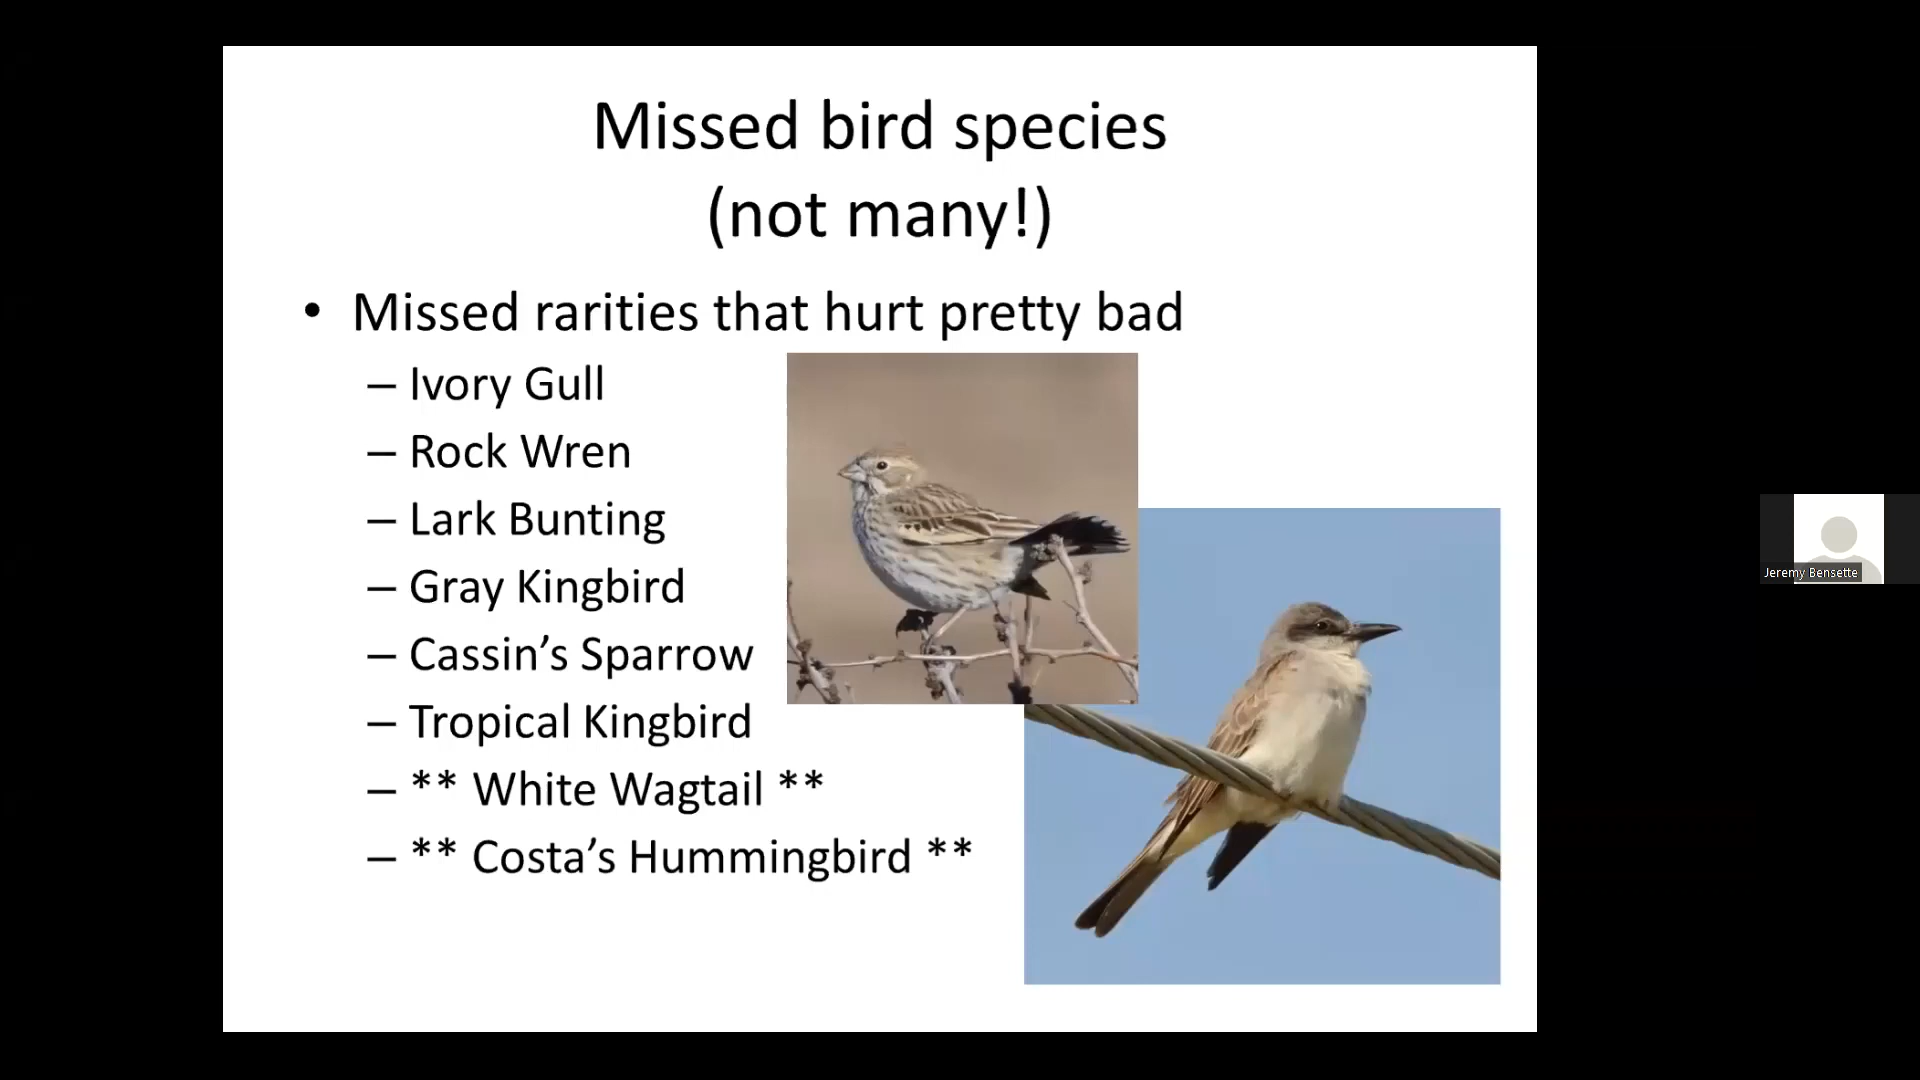 Missed bird species
(not many!)
• Missed rarities that hurt pretty bad
– Ivory Gull
– Rock Wren
– Lark Bunting
– Gray Kingbird
– Cassin’s Sparrow
– Tropical Kingbird
– ** White Wagtail **
– ** Costa’s Hummingbird **
Jeremy Bensette